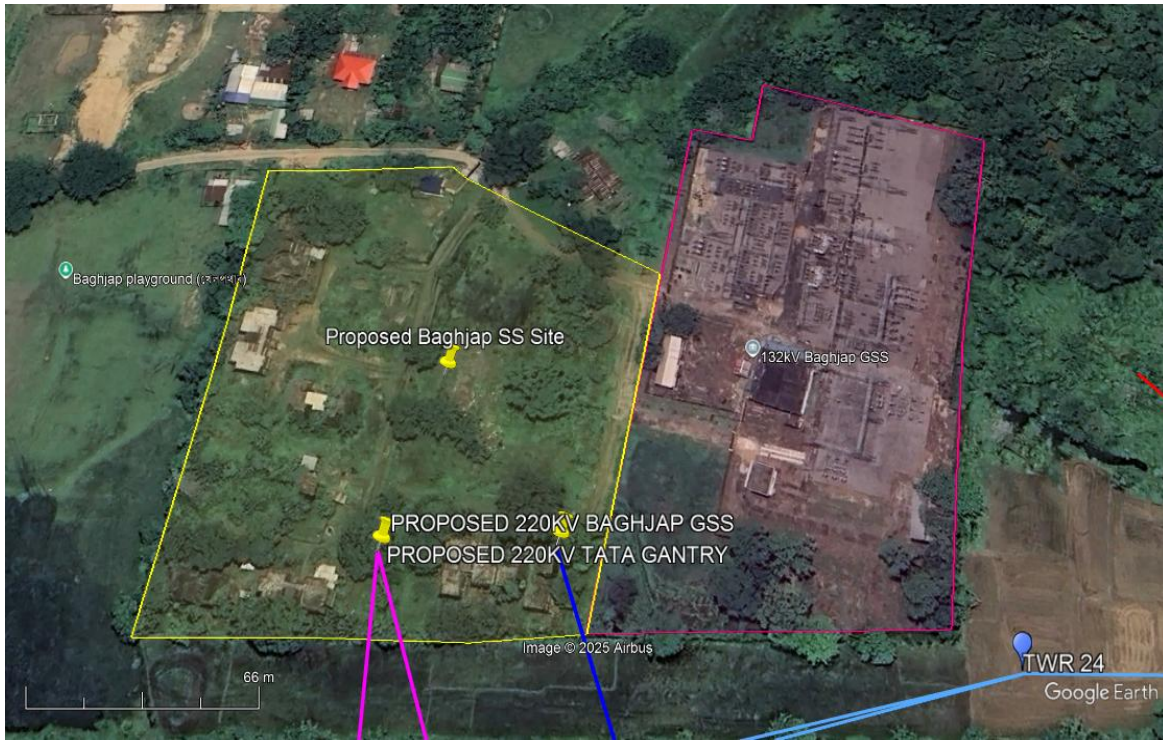 Baghjap playground (খেলপথাৰ)
Proposed Baghjap SS Site
132kV Baghjap GSS
PROPOSED 220KV BAGHJAP GSS
PROPOSED 220KV TATA GANTRY
Image © 2025 Airbus
66 m
TWR 24
Google Earth